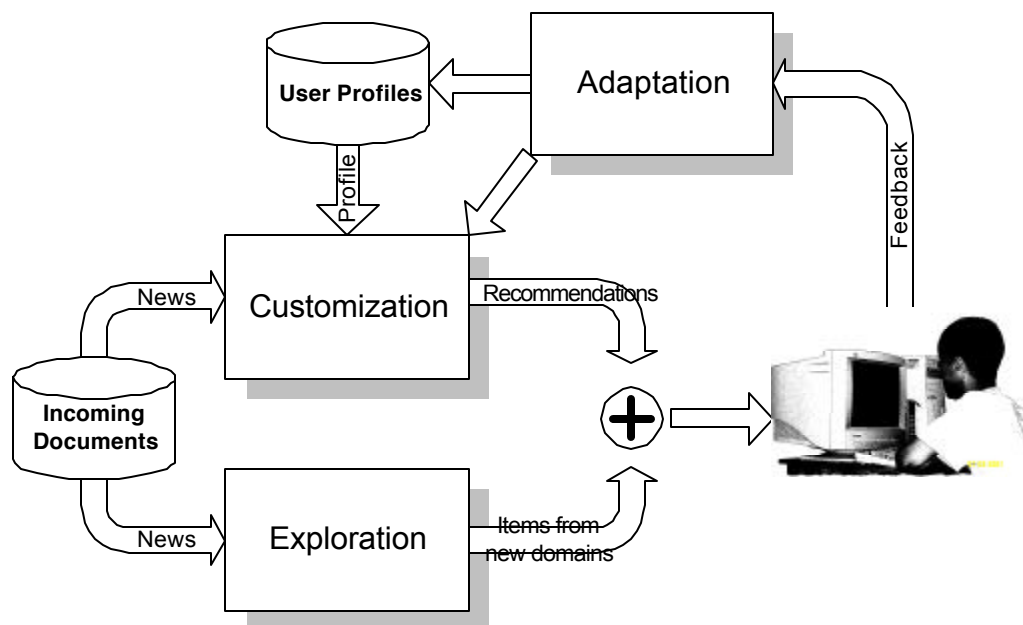 User Profiles
Adaptation
Profile
Feedback
News
Customization
Recommendations
Incoming
Documents
News
Exploration
Items from
new domains